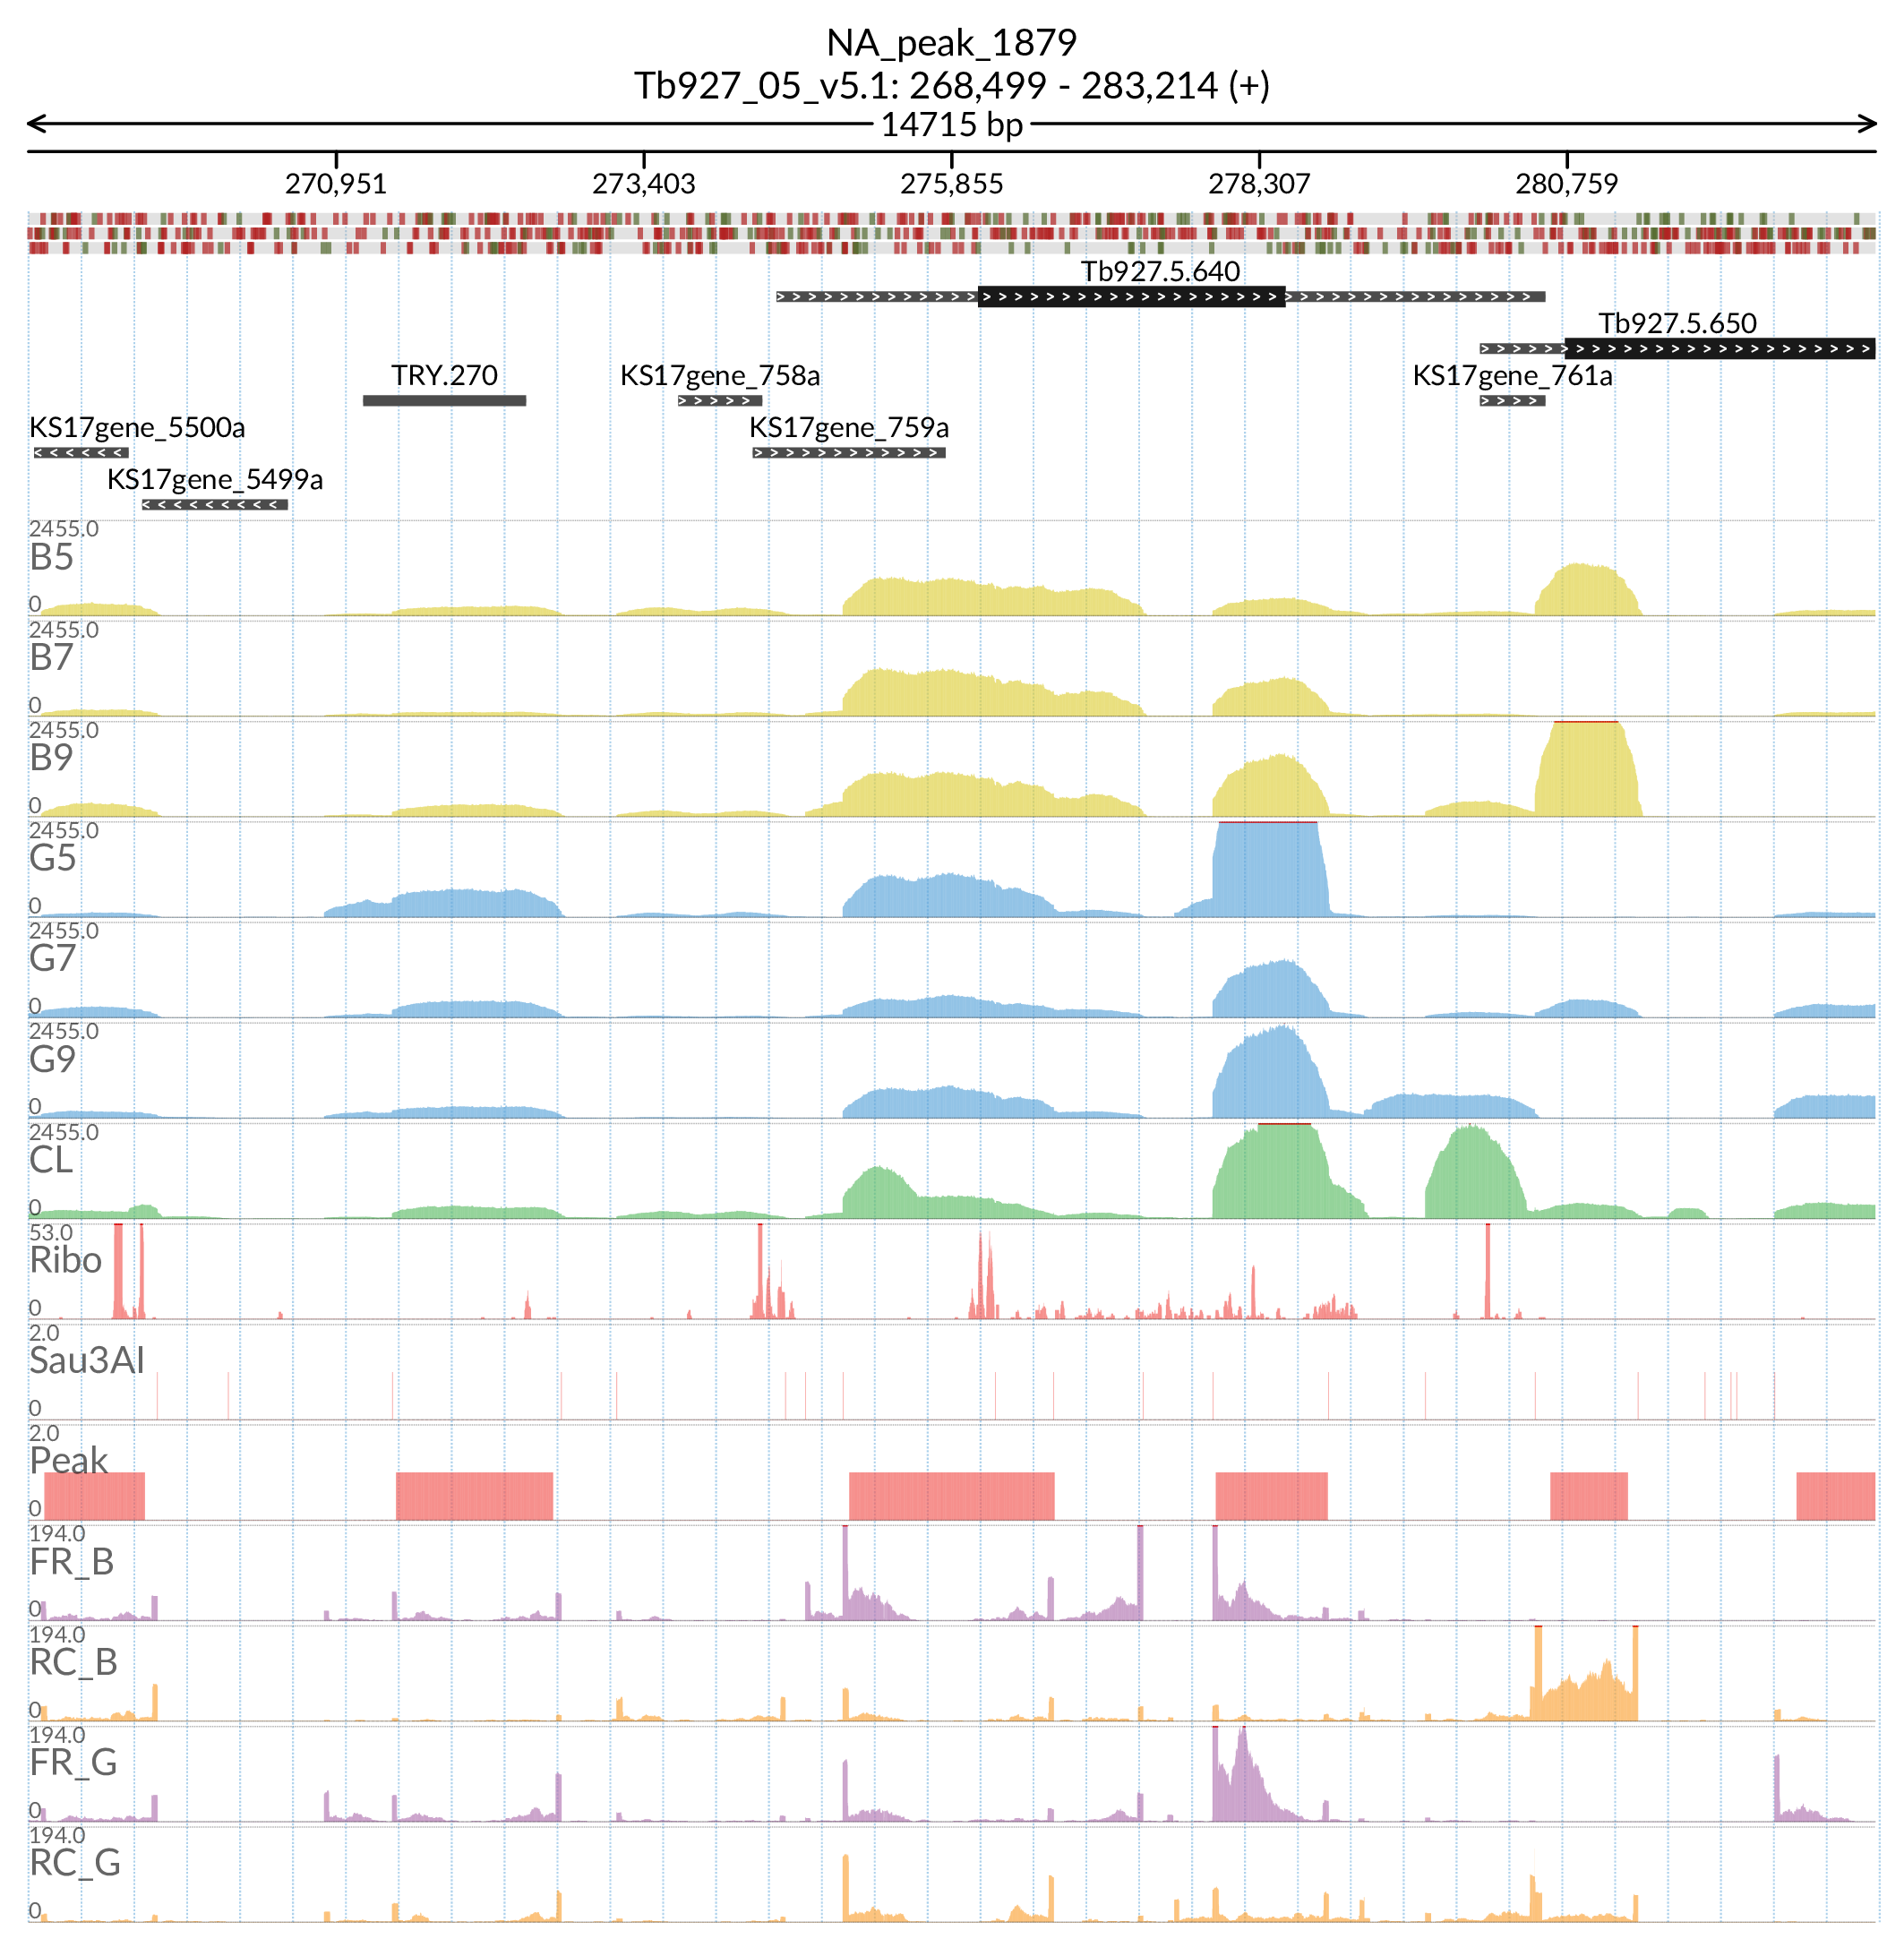 NA_peak_1879
Tb927_05_v5.1: 268,499 - 283,214 (+)
14715 bp
270,951 273,403 275,855 278,307 280,759
Tb927.5.640
Tb927.5.650
TRY.270 KS17gene_758a KS17gene_761a
KS17gene_5500a KS17gene_759a
KS17gene_5499a
2455.0
B5
0
2455.0
B7
0
2455.0
B9
0
2455.0
G5
0
2455.0
G7
0
2455.0
G9
0
2455.0
CL
0
53.0
Ribo
0
2.0
Sau3AI
0
2.0
Peak
0
194.0
FR_B
0
194.0
RC_B
0
194.0
FR_G
0
194.0
RC_G
0